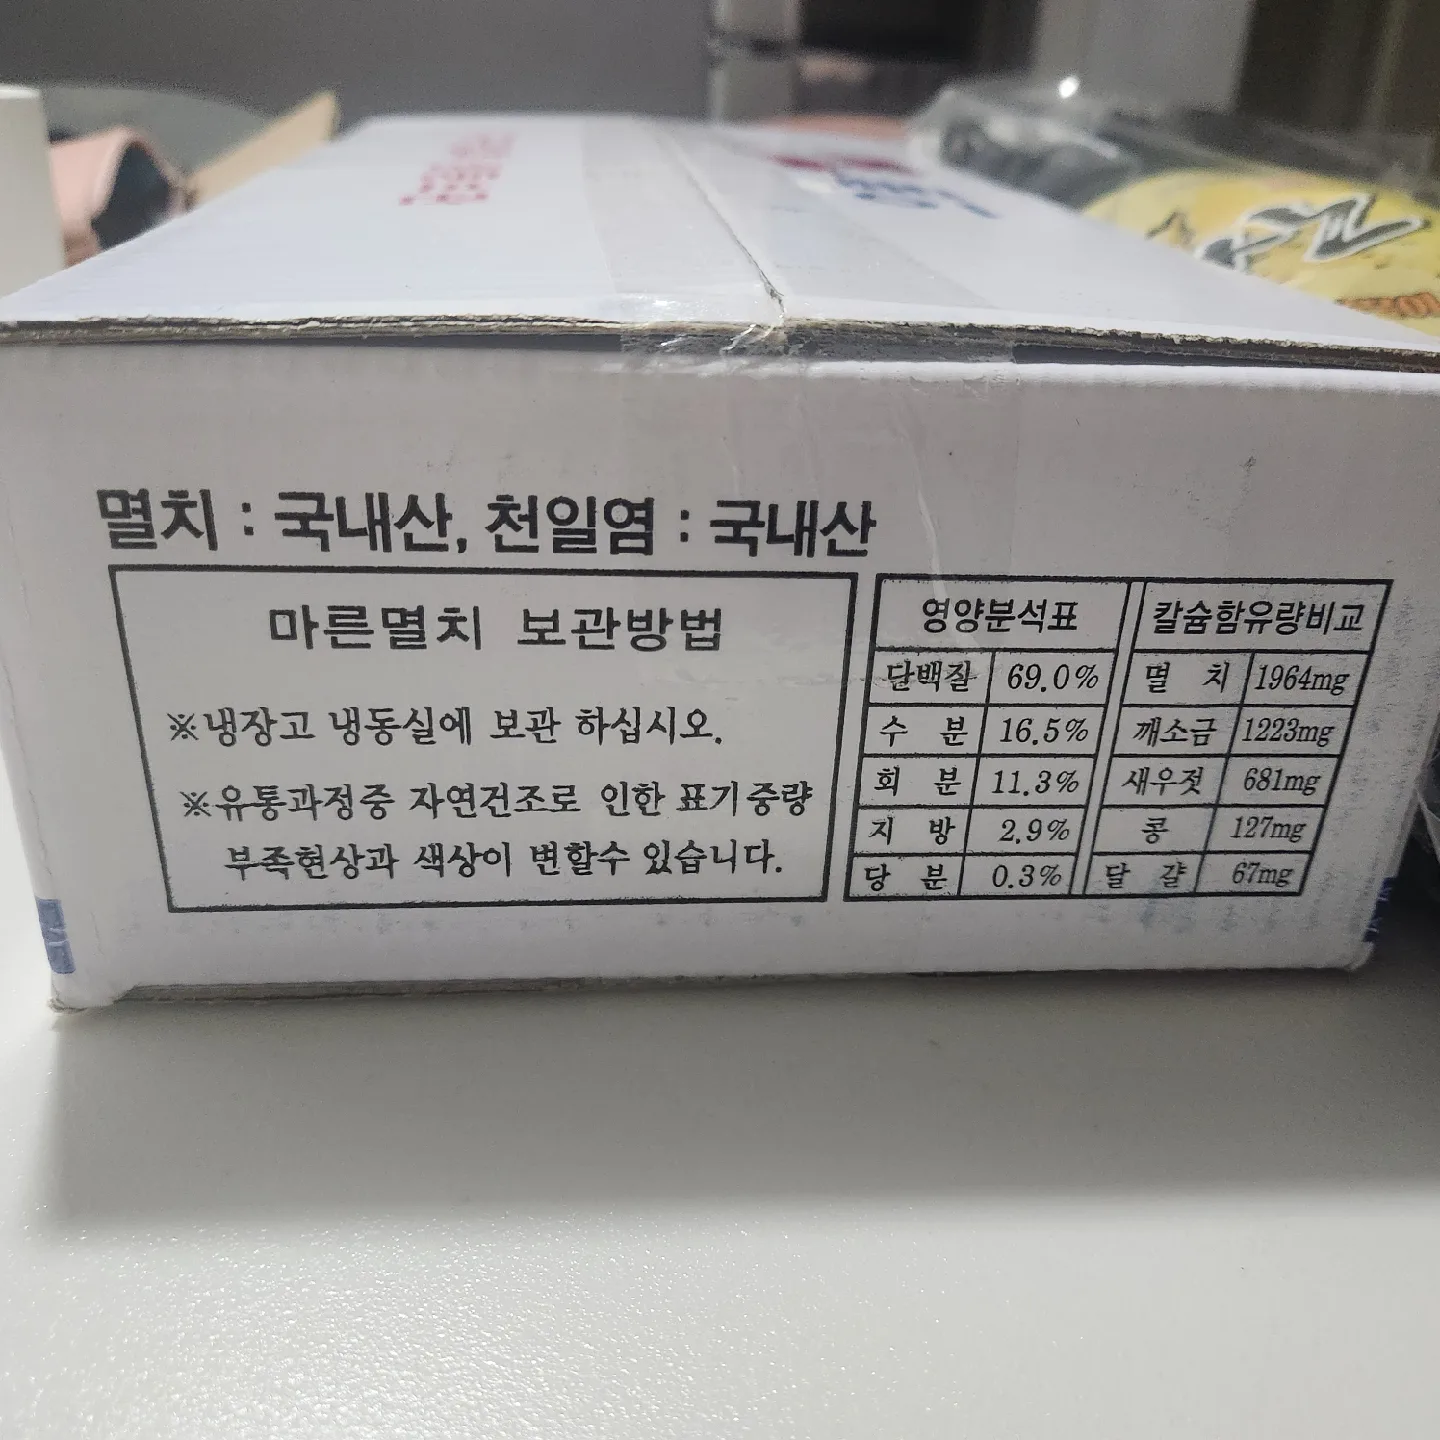 멸치 : 국내산, 천일염 : 국내산
마른멸치 보관방법
※냉장고 냉동실에 보관 하십시오.
※유통과정중 자연건조로 인한 표기중량
부족현상과 색상이 변할수 있습니다.
영양분석표
단백질 69.0%
수 분 16.5%
회 분 11.3%
지 방 2.9%
당 분 0.3%
칼슘함유량비교
멸 치 1964mg
깨소금 1223mg
새우젓 681mg
콩 127mg
달 걀 67mg